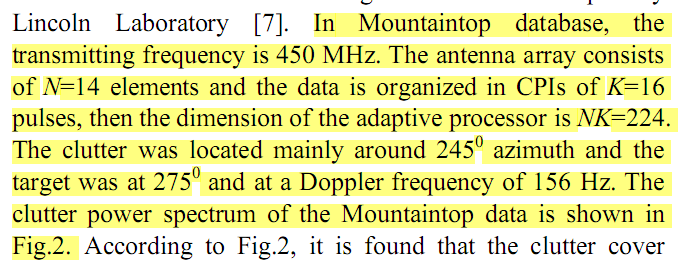 Lincoln Laboratory [7]. In Mountaintop database, the
transmitting frequency is 450 MHz. The antenna array consists
of N=14 elements and the data is organized in CPIs of K=16
pulses, then the dimension of the adaptive processor is NK=224.
The clutter was located mainly around 245⁰ azimuth and the
target was at 275⁰ and at a Doppler frequency of 156 Hz. The
clutter power spectrum of the Mountaintop data is shown in
Fig.2. According to Fig.2, it is found that the clutter cover